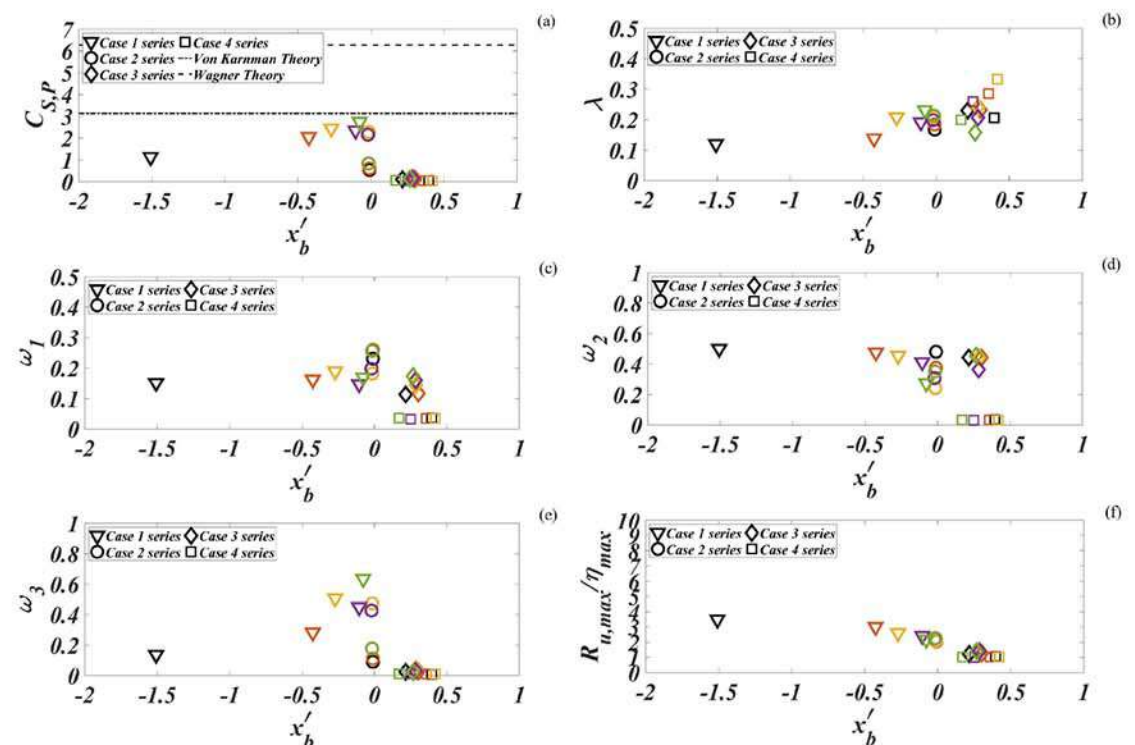 (a)
7
6
5
4
3
2
1
0
C_{S,P}
Case 1 series Case 4 series
Case 2 series Von Karnman Theory
Case 3 series Wagner Theory
-2 -1.5 -1 -0.5 0 0.5 1
x'_b
(b)
0.5
0.4
0.3
0.2
0.1
0
λ
Case 1 series Case 3 series
Case 2 series Case 4 series
-2 -1.5 -1 -0.5 0 0.5 1
x'_b
(c)
0.5
0.4
0.3
0.2
0.1
0
ω_1
Case 1 series Case 3 series
Case 2 series Case 4 series
-2 -1.5 -1 -0.5 0 0.5 1
x'_b
(d)
1
0.8
0.6
0.4
0.2
0
ω_2
Case 1 series Case 3 series
Case 2 series Case 4 series
-2 -1.5 -1 -0.5 0 0.5 1
x'_b
(e)
1
0.8
0.6
0.4
0.2
0
ω_3
Case 1 series Case 3 series
Case 2 series Case 4 series
-2 -1.5 -1 -0.5 0 0.5 1
x'_b
(f)
10
9
8
7
6
5
4
3
2
1
0
R_{u,max}/η_{max}
Case 1 series Case 3 series
Case 2 series Case 4 series
-2 -1.5 -1 -0.5 0 0.5 1
x'_b